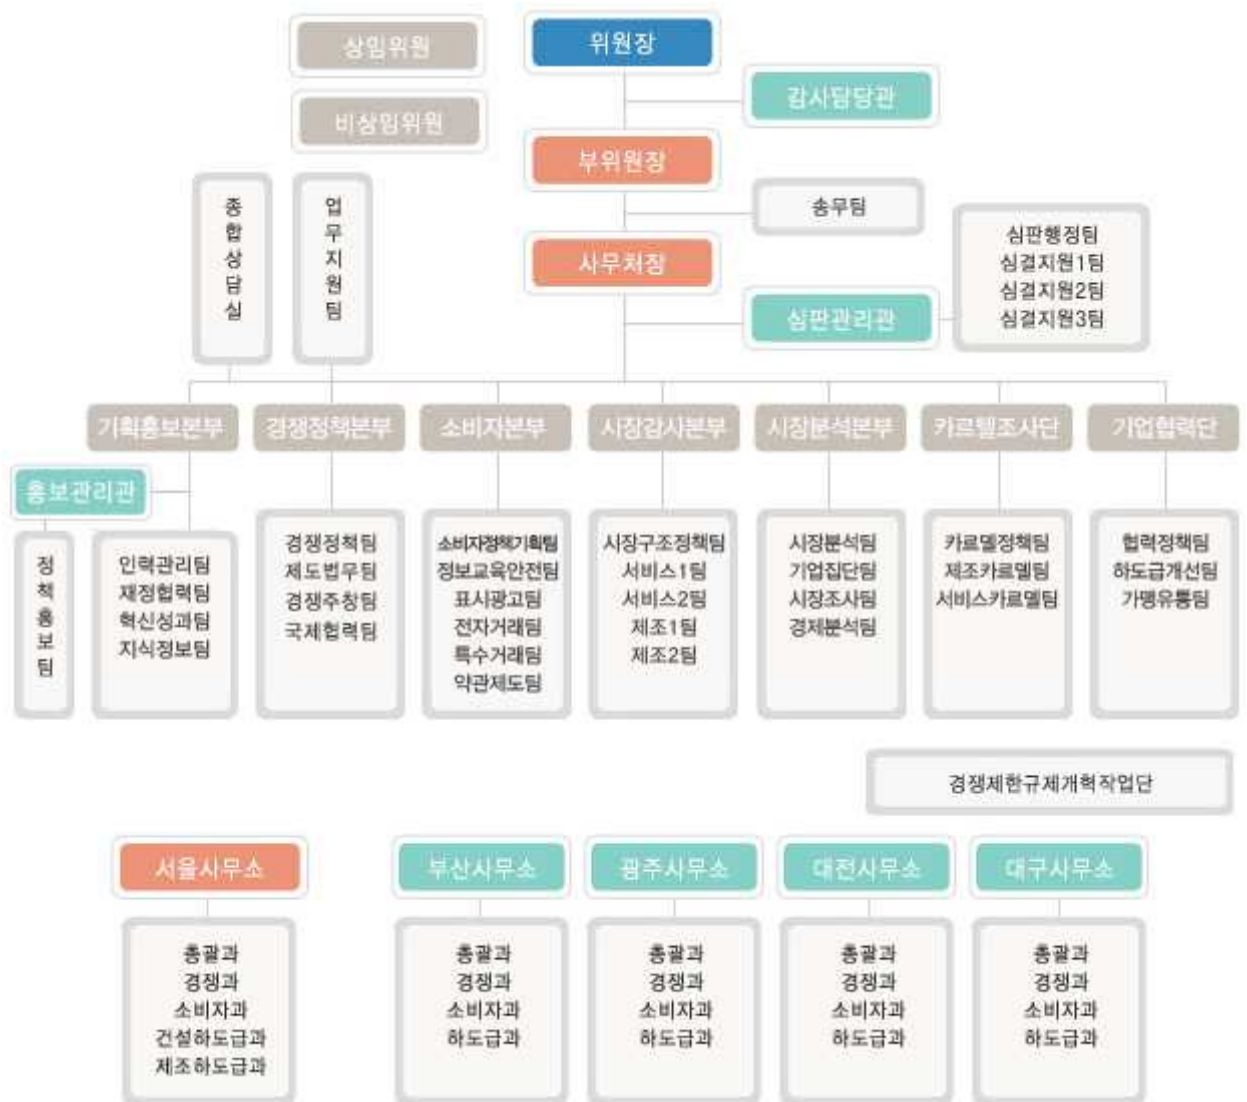 상임위원
위원장
감사담당관
비상임위원
부위원장
종합상담실
업무지원팀
송무팀
사무처장
심판행정팀
심결지원1팀
심결지원2팀
심결지원3팀
심판관리관
기획홍보본부
경쟁정책본부
소비자본부
시장감시본부
시장분석본부
카르텔조사단
기업협력단
홍보관리관
정책홍보팀
인력관리팀
재정협력팀
혁신성과팀
지식정보팀
경쟁정책팀
제도법무팀
경쟁주창팀
국제협력팀
소비자정책기획팀
정보교육안전팀
표시광고팀
전자거래팀
특수거래팀
약관제도팀
시장구조정책팀
서비스1팀
서비스2팀
제조1팀
제조2팀
시장분석팀
기업집단팀
시장조사팀
경제분석팀
카르델정책팀
제조카르델팀
서비스카르델팀
협력정책팀
하도급개선팀
가맹유통팀
경쟁제한규제개혁작업단
서울사무소
부산사무소
광주사무소
대전사무소
대구사무소
총괄과
경쟁과
소비자과
건설하도급과
제조하도급과
총괄과
경쟁과
소비자과
하도급과
총괄과
경쟁과
소비자과
하도급과
총괄과
경쟁과
소비자과
하도급과
총괄과
경쟁과
소비자과
하도급과